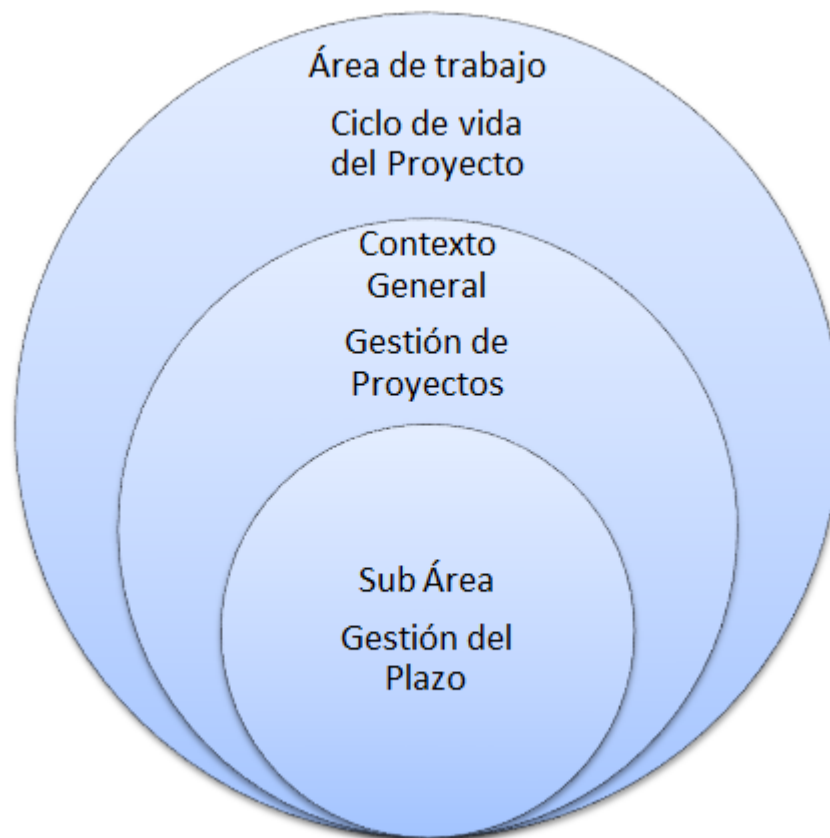 Área de trabajo
Ciclo de vida
del Proyecto
Contexto
General
Gestión de
Proyectos
Sub Área
Gestión del
Plazo